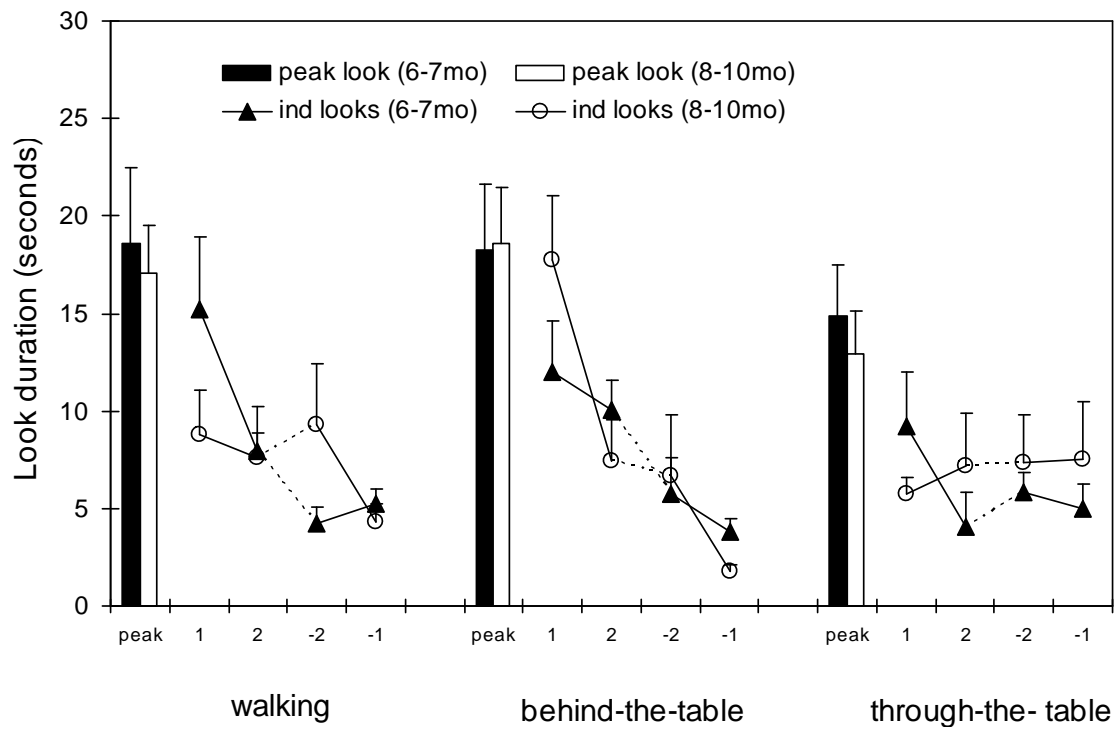 30
25
20
15
10
5
0
Look duration (seconds)
peak look (6-7mo) peak look (8-10mo)
ind looks (6-7mo) ind looks (8-10mo)
peak 1 2 -2 -1 peak 1 2 -2 -1 peak 1 2 -2 -1
walking behind-the-table through-the- table